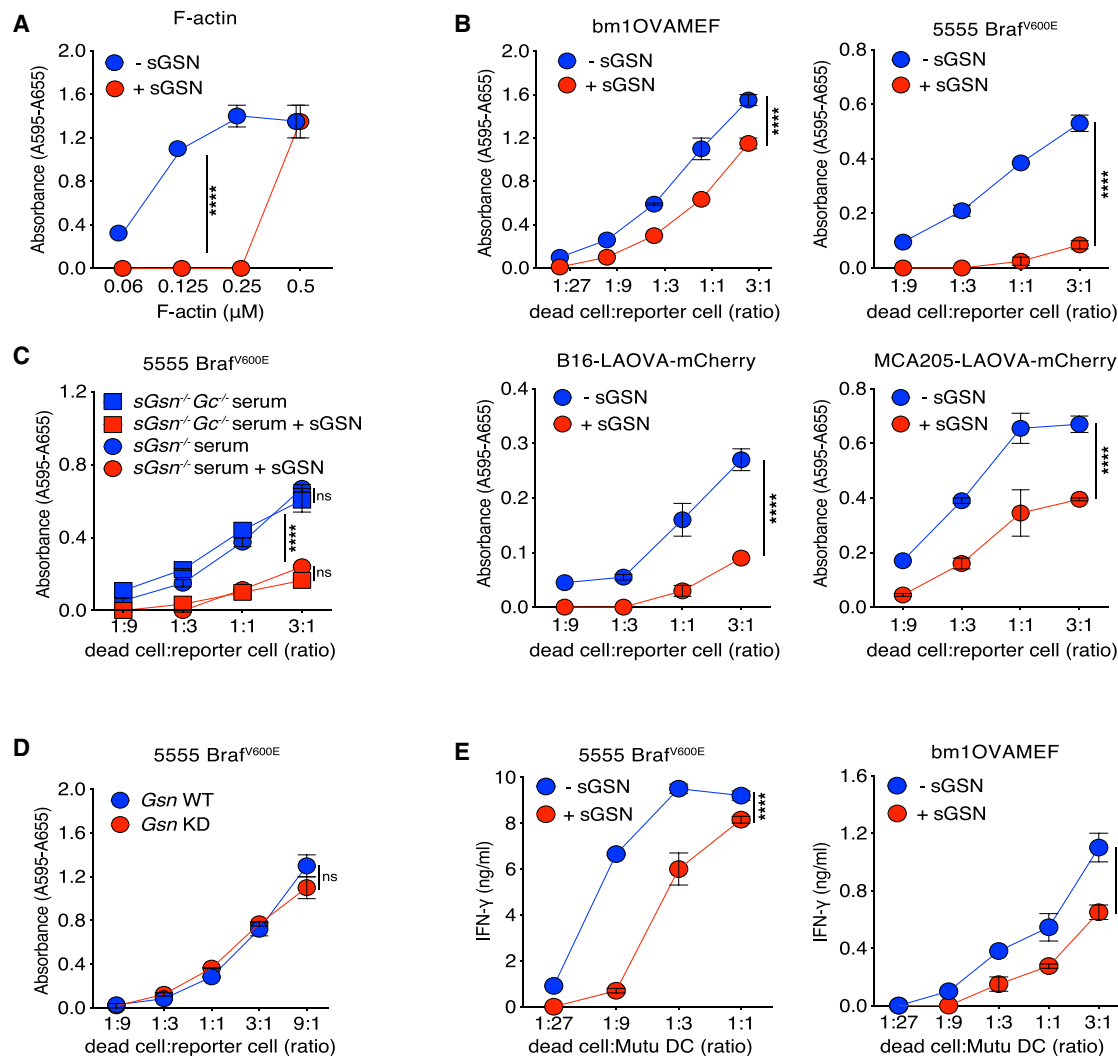 A
F-actin
- sGSN
+ sGSN
Absorbance (A595-A655)
2.0
1.6
1.2
0.8
0.4
0.0
****
0.06
0.125
0.25
0.5
F-actin (µM)
B
bm1OVAMEF
- sGSN
+ sGSN
Absorbance (A595-A655)
2.0
1.6
1.2
0.8
0.4
0.0
****
1:27
1:9
1:3
1:1
3:1
dead cell:reporter cell (ratio)
5555 BrafV600E
- sGSN
+ sGSN
Absorbance (A595-A655)
0.8
0.6
0.4
0.2
0.0
****
1:9
1:3
1:1
3:1
dead cell:reporter cell (ratio)
C
5555 BrafV600E
sGsn-/-Gc-/- serum
sGsn-/-Gc-/- serum + sGSN
sGsn-/- serum
sGsn-/- serum + sGSN
Absorbance (A595-A655)
1.2
0.8
0.4
0.0
ns
****
ns
1:9
1:3
1:1
3:1
dead cell:reporter cell (ratio)
B16-LAOVA-mCherry
- sGSN
+ sGSN
Absorbance (A595-A655)
0.4
0.3
0.2
0.1
0.0
****
1:9
1:3
1:1
3:1
dead cell:reporter cell (ratio)
MCA205-LAOVA-mCherry
- sGSN
+ sGSN
Absorbance (A595-A655)
0.8
0.6
0.4
0.2
0.0
****
1:9
1:3
1:1
3:1
dead cell:reporter cell (ratio)
D
5555 BrafV600E
Gsn WT
Gsn KD
Absorbance (A595-A655)
2.0
1.6
1.2
0.8
0.4
0.0
ns
1:9
1:3
1:1
3:1
9:1
dead cell:reporter cell (ratio)
E
5555 BrafV600E
- sGSN
+ sGSN
IFN-γ (ng/ml)
10
8
6
4
2
0
****
1:27
1:9
1:3
1:1
dead cell:Mutu DC (ratio)
bm1OVAMEF
- sGSN
+ sGSN
IFN-γ (ng/ml)
1.6
1.2
0.8
0.4
0.0
1:27
1:9
1:3
1:1
3:1
dead cell:Mutu DC (ratio)